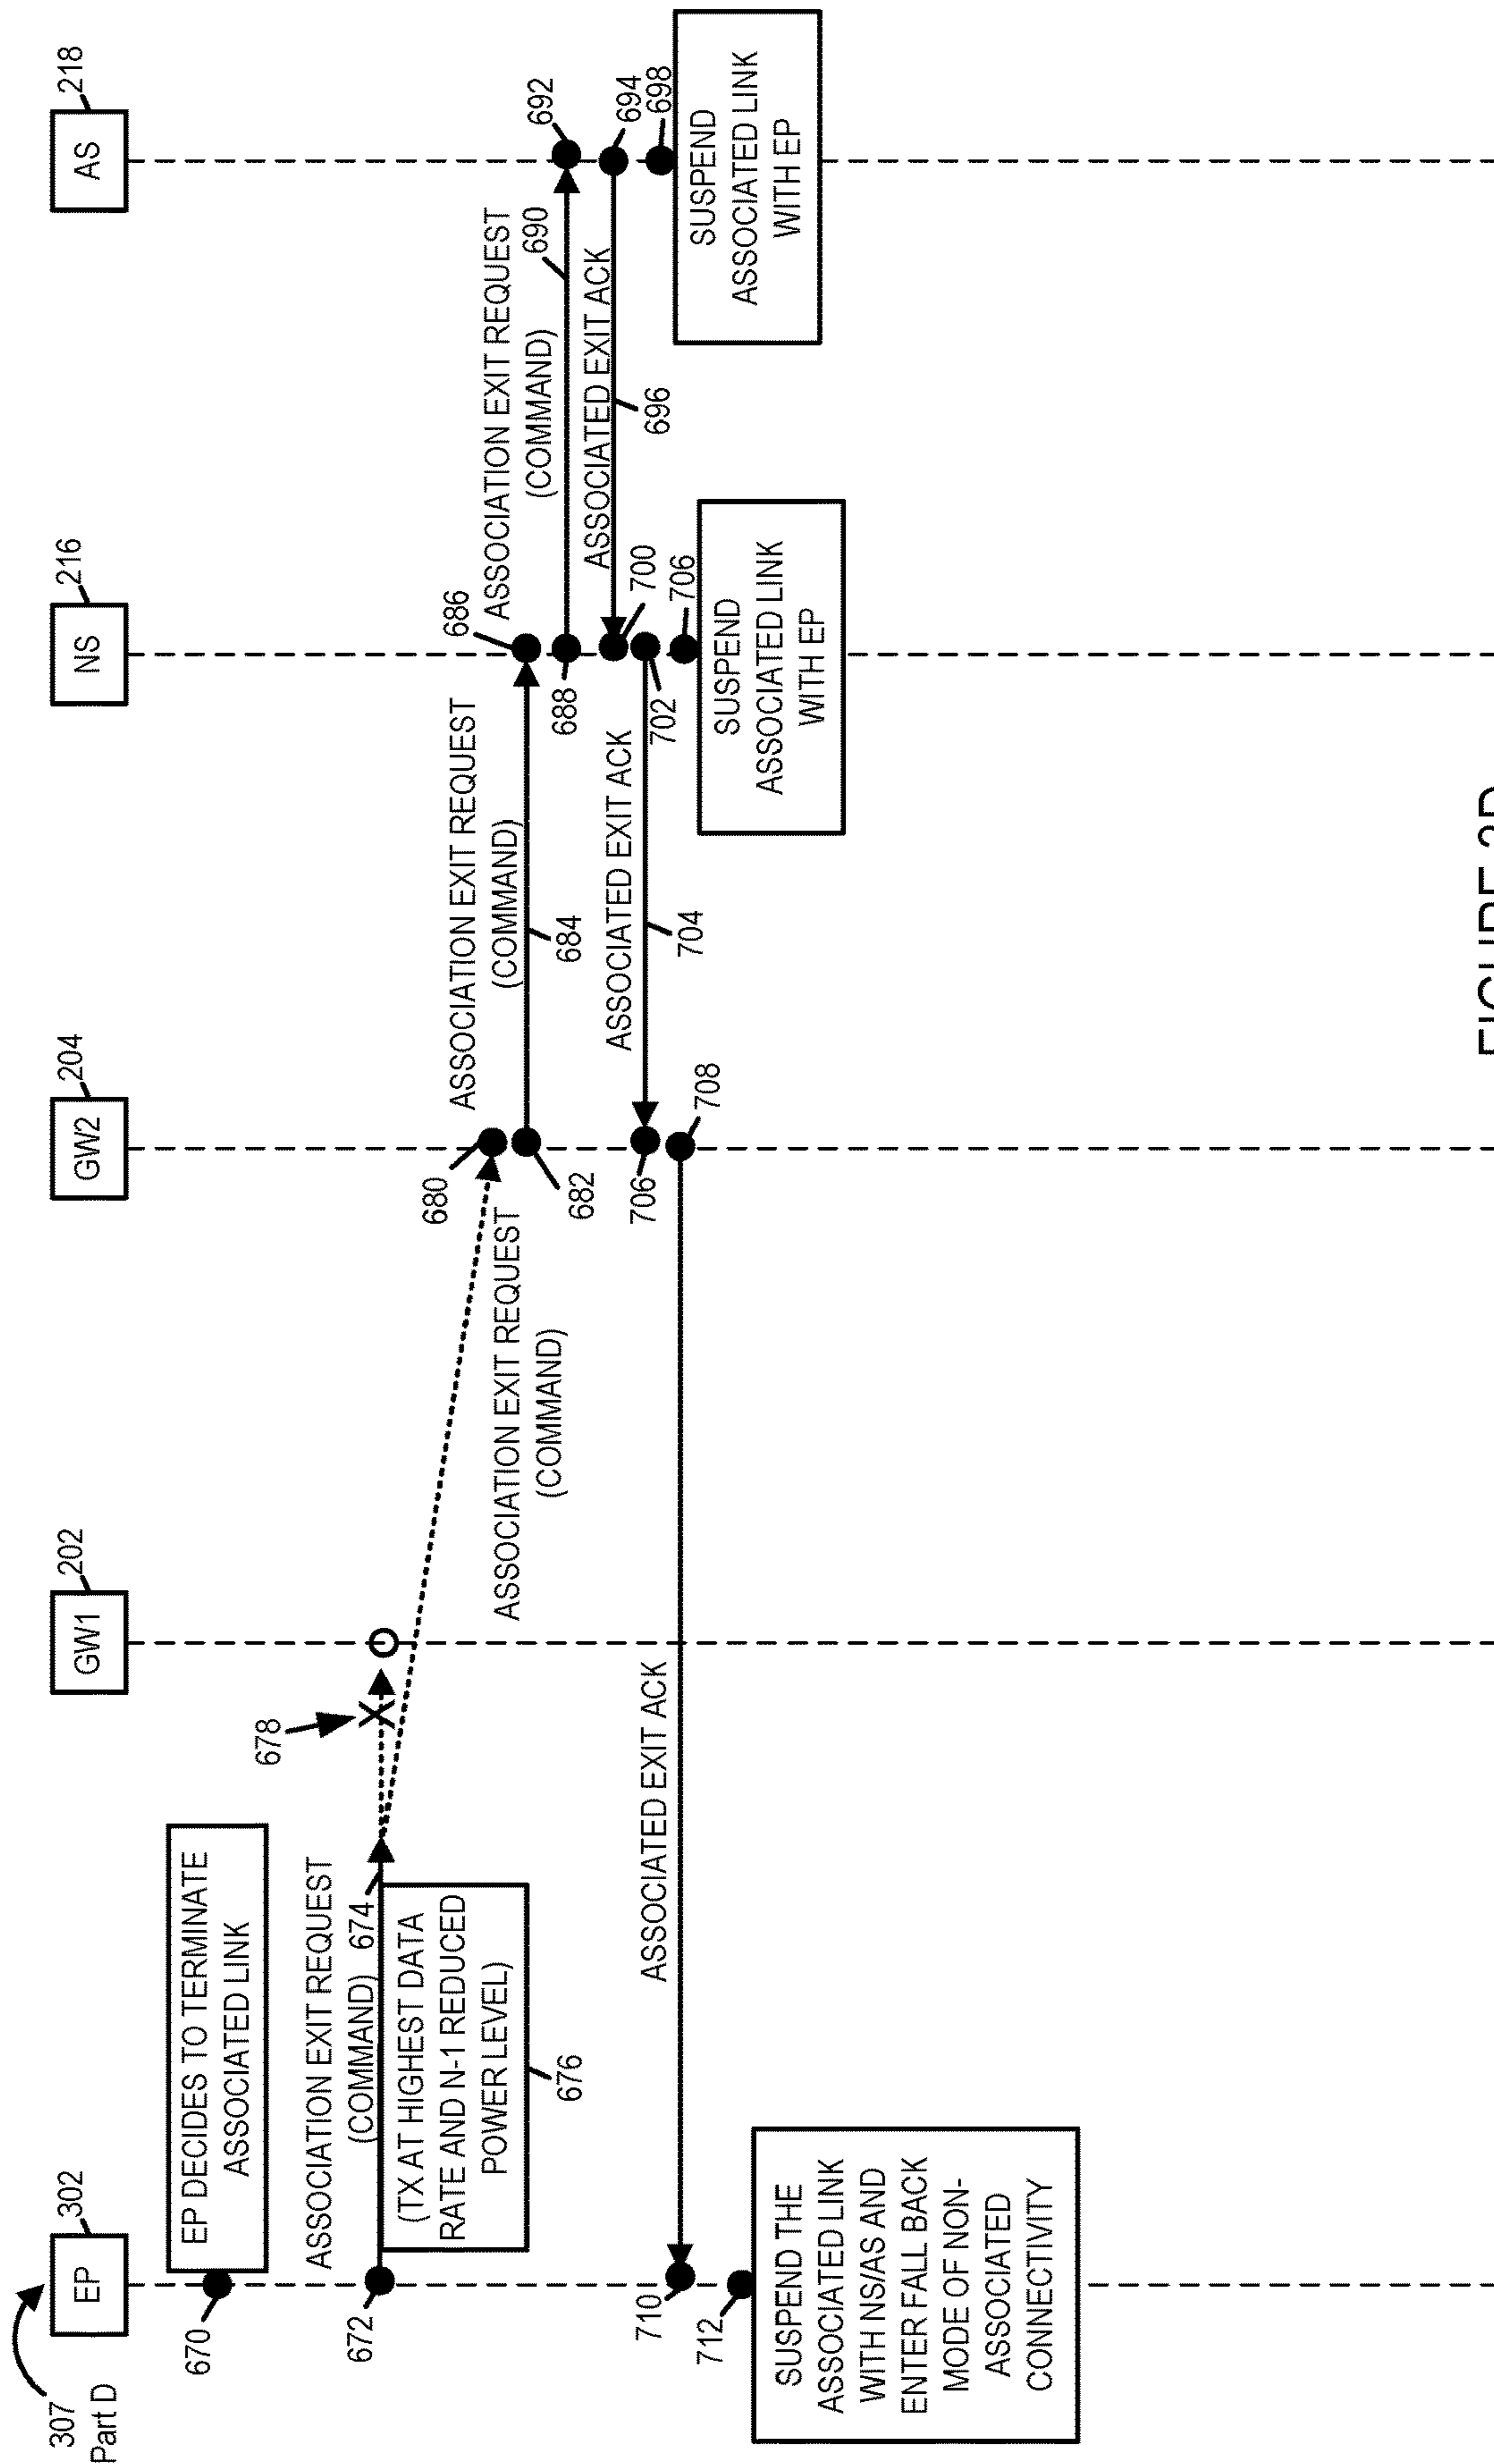 307
Part D
EP
302
GW1
202
GW2
204
NS
216
AS
218
670
EP DECIDES TO TERMINATE
ASSOCIATED LINK
672
ASSOCIATION EXIT REQUEST
(COMMAND) 674
(TX AT HIGHEST DATA
RATE AND N-1 REDUCED
POWER LEVEL)
676
678
X
680
ASSOCIATION EXIT REQUEST
(COMMAND)
682
ASSOCIATION EXIT REQUEST
(COMMAND)
684
686
688
ASSOCIATION EXIT REQUEST
(COMMAND)
690
692
694
ASSOCIATED EXIT ACK
696
698
SUSPEND
ASSOCIATED LINK
WITH EP
700
702
ASSOCIATED EXIT ACK
704
706
SUSPEND
ASSOCIATED LINK
WITH EP
706
708
ASSOCIATED EXIT ACK
710
712
SUSPEND THE
ASSOCIATED LINK
WITH NS/AS AND
ENTER FALL BACK
MODE OF NON-
ASSOCIATED
CONNECTIVITY
FIGURE